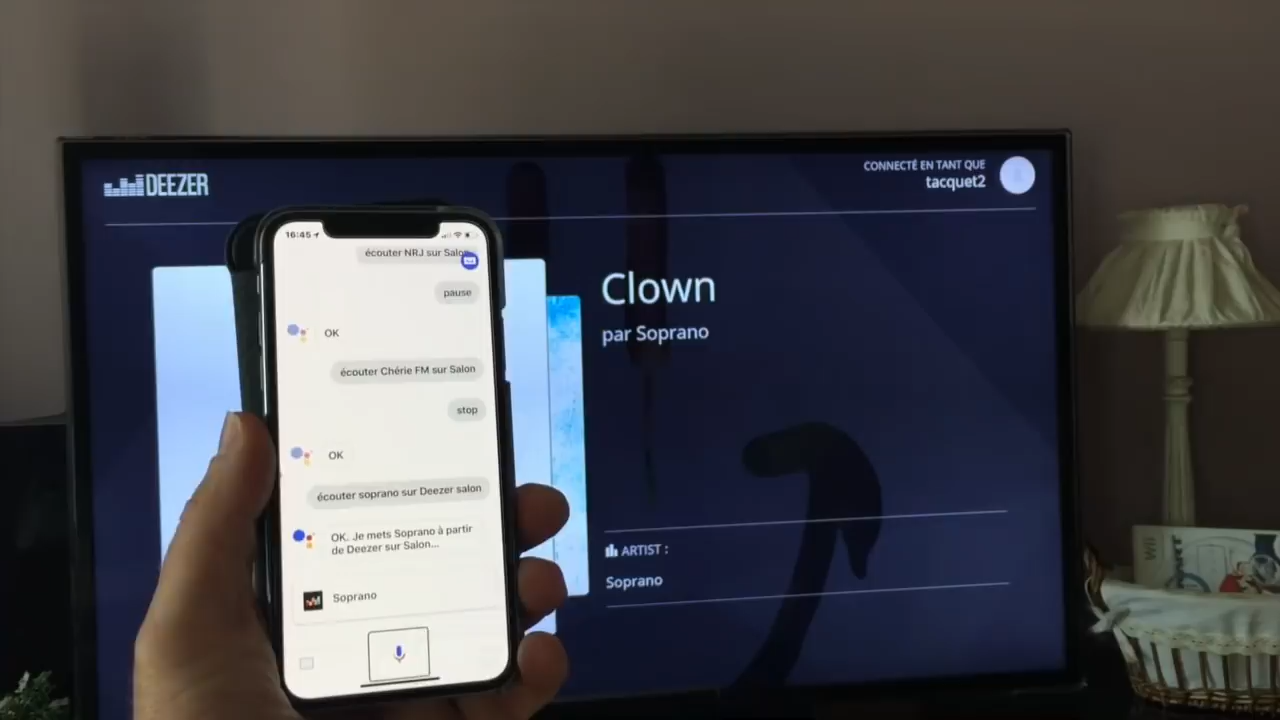 DEEZER
CONNECTÉ EN TANT QUE
tacquet2
Clown
par Soprano
ARTIST :
Soprano
16:45
écouter NRJ sur Salon
pause
OK
écouter Chérie FM sur Salon
stop
OK
écouter soprano sur Deezer salon
OK. Je mets Soprano à partir
de Deezer sur Salon...
Soprano
Wii